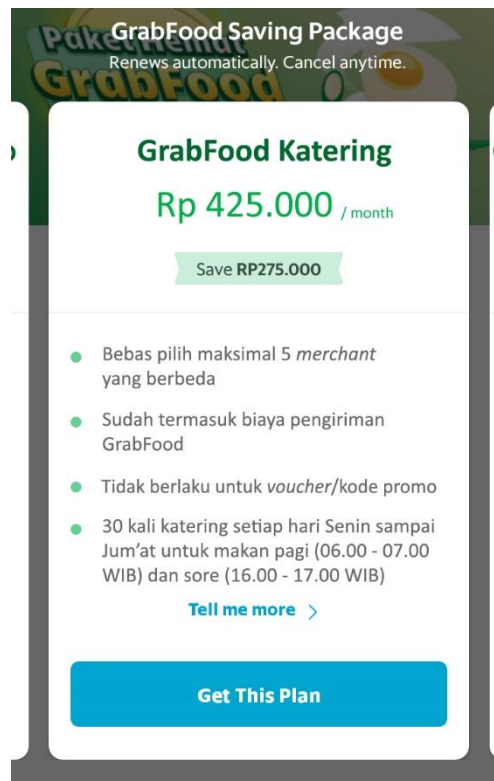 Paket Hemat
GrabFood
GrabFood Saving Package
Renews automatically. Cancel anytime.
GrabFood Katering
Rp 425.000 / month
Save RP275.000
Bebas pilih maksimal 5 merchant
yang berbeda
Sudah termasuk biaya pengiriman
GrabFood
Tidak berlaku untuk voucher/kode promo
30 kali katering setiap hari Senin sampai
Jum'at untuk makan pagi (06.00 - 07.00
WIB) dan sore (16.00 - 17.00 WIB)
Tell me more >
Get This Plan